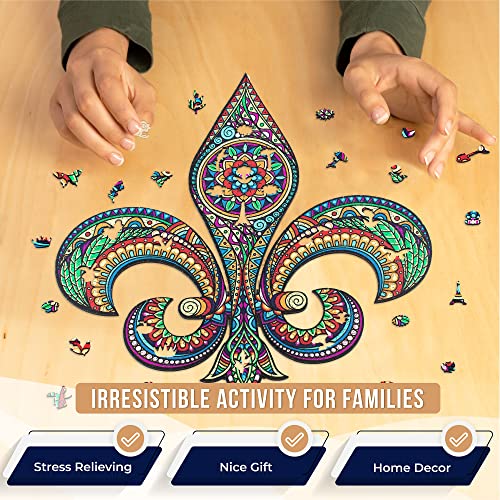 IRRESISTIBLE ACTIVITY FOR FAMILIES
Stress Relieving
Nice Gift
Home Decor